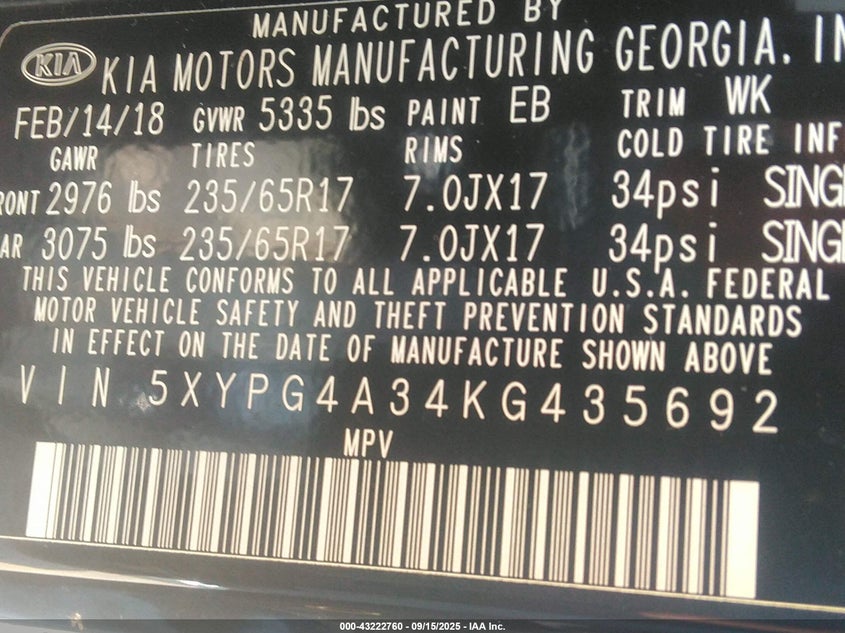 MANUFACTURED BY
KIA KIA MOTORS MANUFACTURING GEORGIA, IN
FEB/14/18 GVWR 5335 lbs PAINT EB TRIM WK
GAWR TIRES RIMS COLD TIRE INF
RONT 2976 lbs 235/65R17 7.0JX17 34psi SINGL
AR 3075 lbs 235/65R17 7.0JX17 34psi SINGL
THIS VEHICLE CONFORMS TO ALL APPLICABLE U.S.A. FEDERAL
MOTOR VEHICLE SAFETY AND THEFT PREVENTION STANDARDS
IN EFFECT ON THE DATE OF MANUFACTURE SHOWN ABOVE
VIN 5XYPG4A34KG435692
MPV
000-43222760 - 09/15/2025 - IAA Inc.